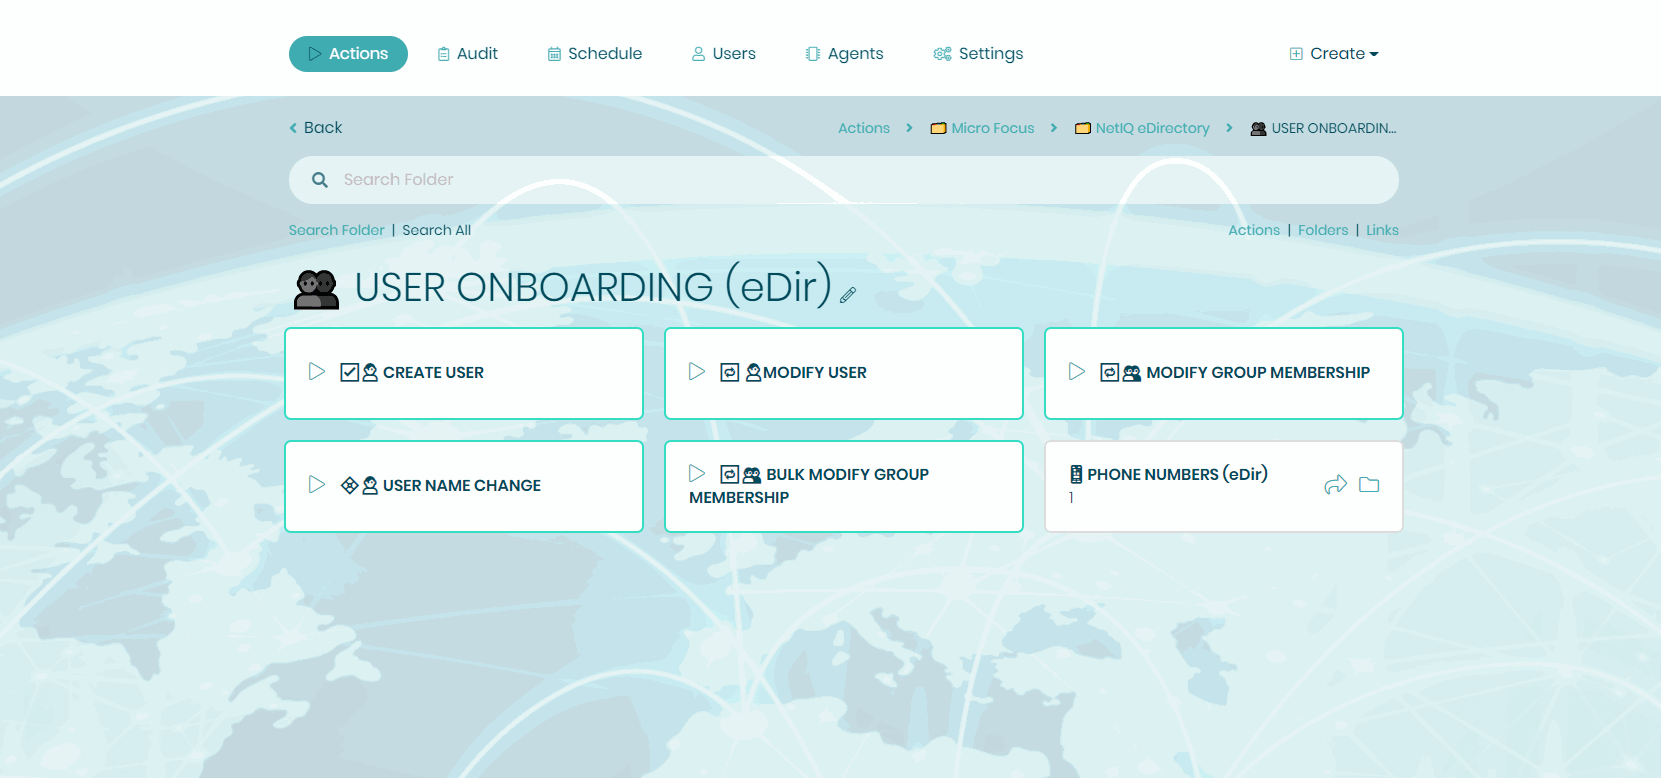 Actions Audit Schedule Users Agents Settings Create
Back Actions Micro Focus NetIQ eDirectory USER ONBOARDIN...
Search Folder
Search Folder | Search All Actions | Folders | Links
USER ONBOARDING (eDir)
CREATE USER
MODIFY USER
MODIFY GROUP MEMBERSHIP
USER NAME CHANGE
BULK MODIFY GROUP
MEMBERSHIP
PHONE NUMBERS (eDir)
1